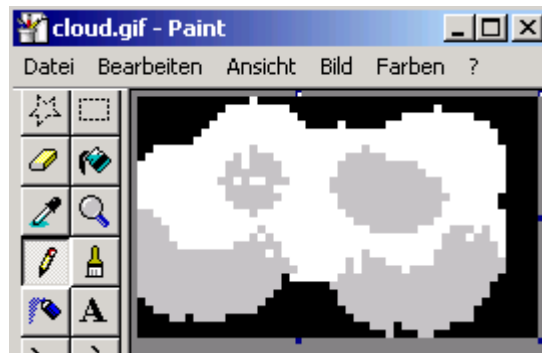 cloud.gif - Paint
Datei Bearbeiten Ansicht Bild Farben ?
A